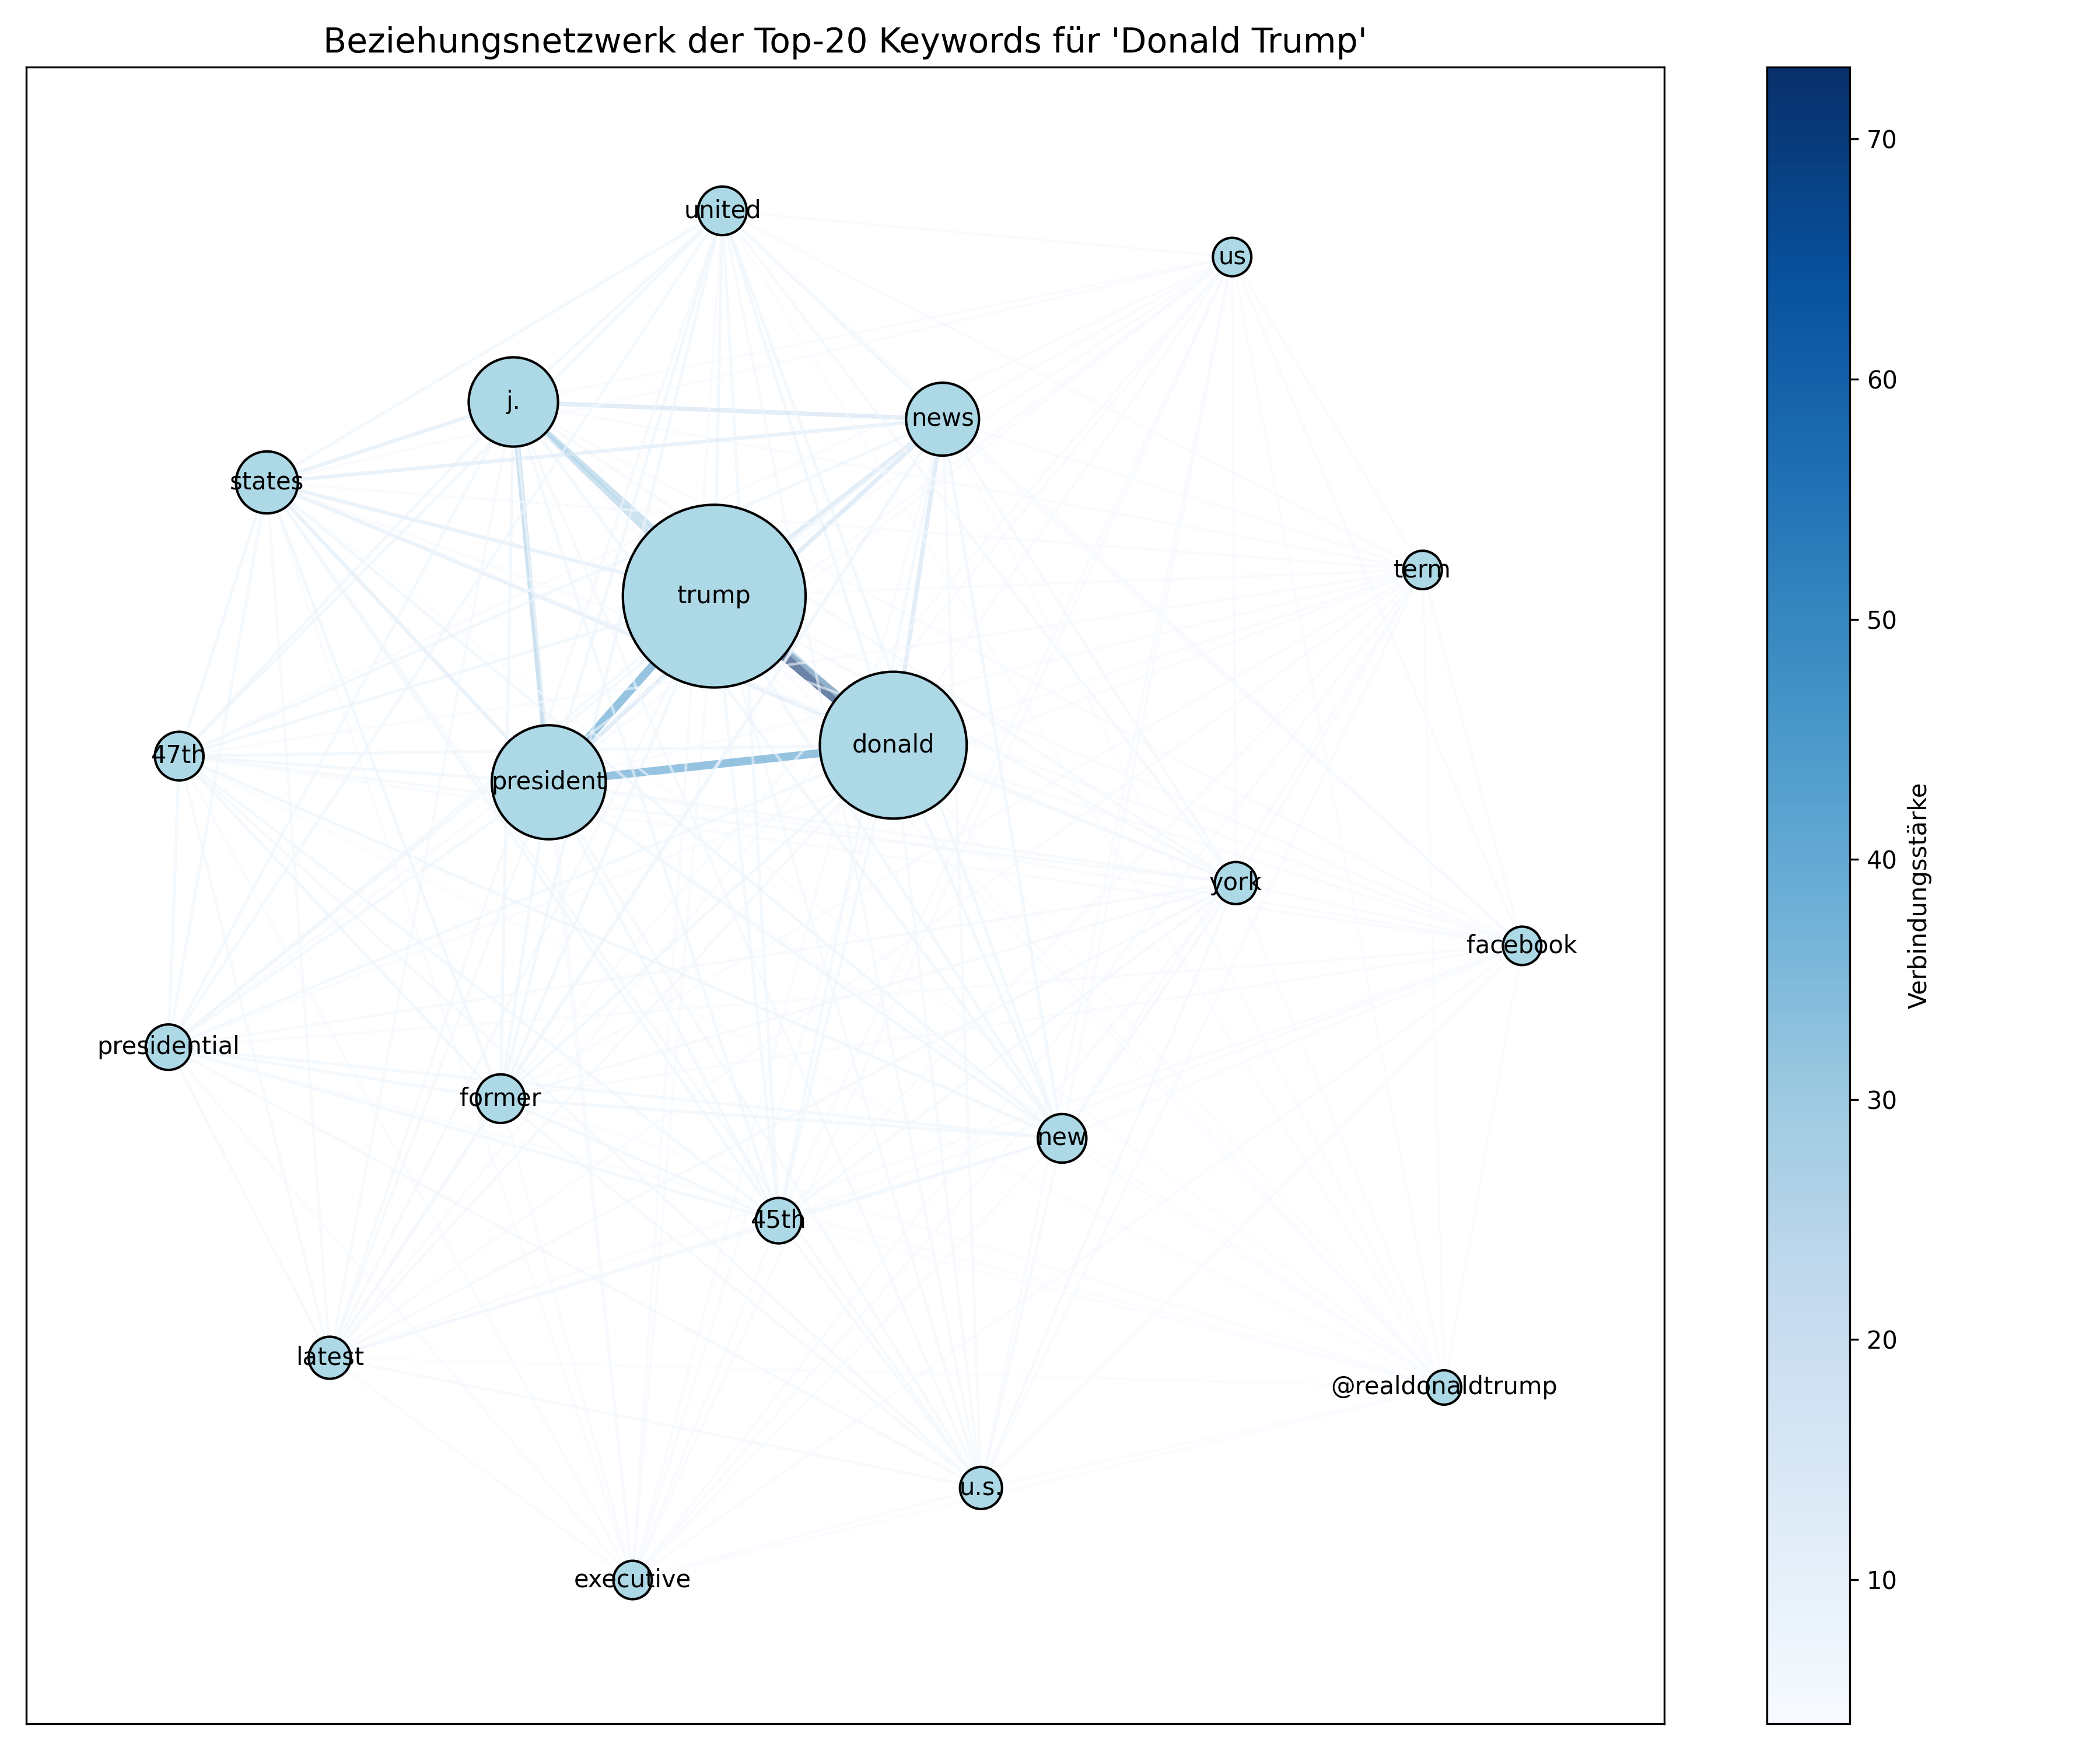 Beziehungsnetzwerk der Top-20 Keywords für 'Donald Trump'
united
us
j.
news
states
term
trump
donald
47th
president
york
facebook
presidential
former
new
45th
latest
@realdonaldtrump
u.s.
executive
70
60
50
40
30
20
10
Verbindungsstärke